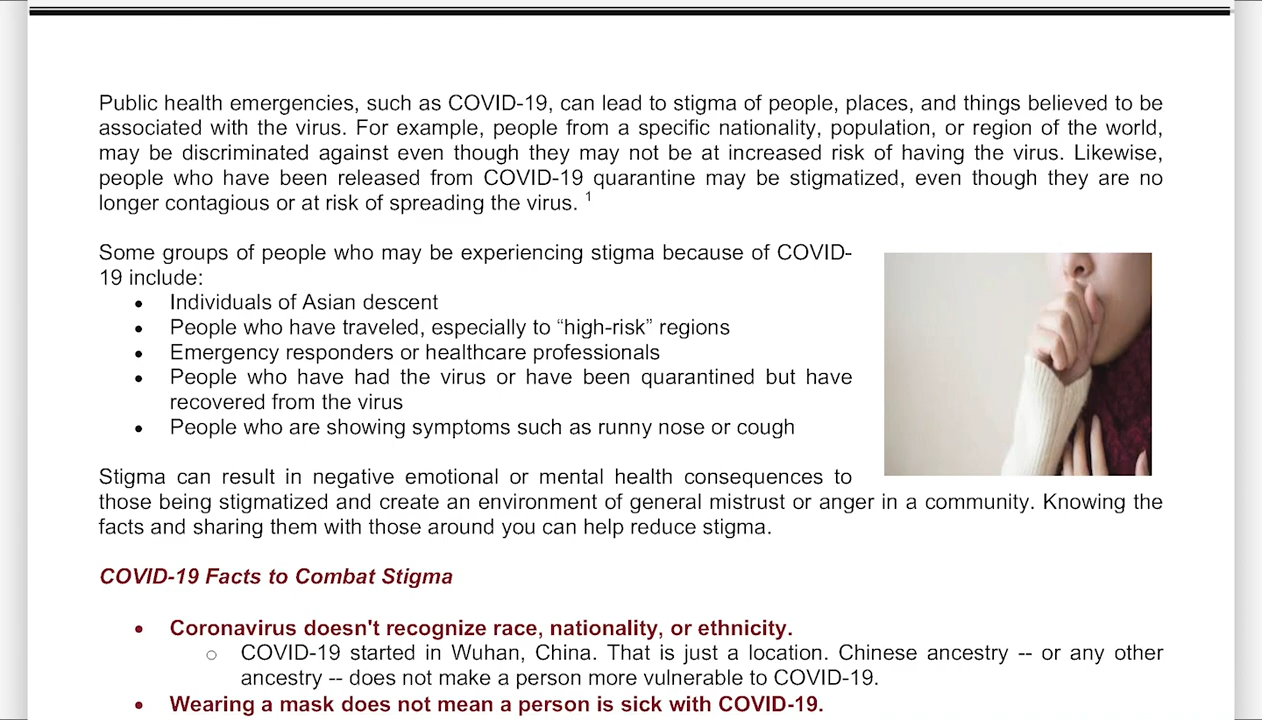 Public health emergencies, such as COVID-19, can lead to stigma of people, places, and things believed to be
associated with the virus. For example, people from a specific nationality, population, or region of the world,
may be discriminated against even though they may not be at increased risk of having the virus. Likewise,
people who have been released from COVID-19 quarantine may be stigmatized, even though they are no
longer contagious or at risk of spreading the virus. 1
Some groups of people who may be experiencing stigma because of COVID-
19 include:
• Individuals of Asian descent
• People who have traveled, especially to “high-risk” regions
• Emergency responders or healthcare professionals
• People who have had the virus or have been quarantined but have
recovered from the virus
• People who are showing symptoms such as runny nose or cough
Stigma can result in negative emotional or mental health consequences to
those being stigmatized and create an environment of general mistrust or anger in a community. Knowing the
facts and sharing them with those around you can help reduce stigma.
COVID-19 Facts to Combat Stigma
• Coronavirus doesn't recognize race, nationality, or ethnicity.
○ COVID-19 started in Wuhan, China. That is just a location. Chinese ancestry -- or any other
ancestry -- does not make a person more vulnerable to COVID-19.
• Wearing a mask does not mean a person is sick with COVID-19.